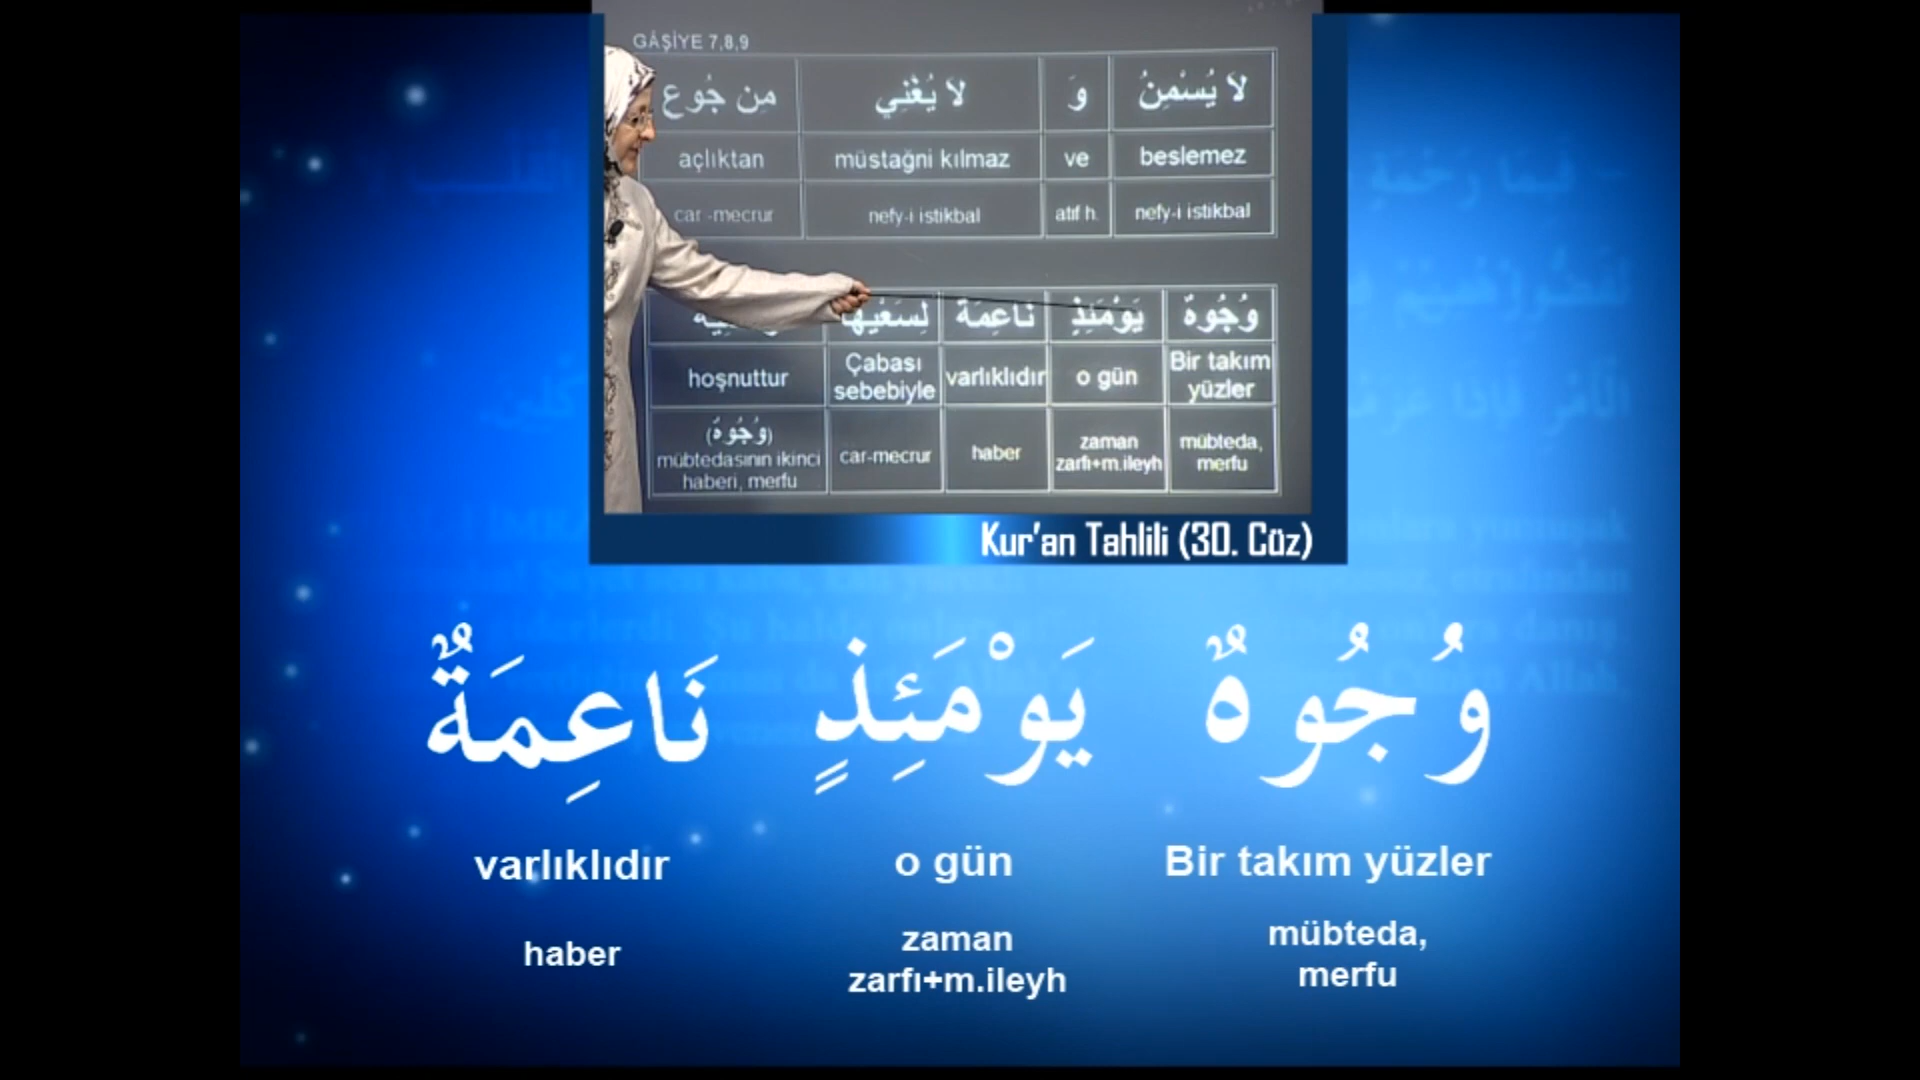 GÂŞİYE 7,8,9
لَا يُسْمِنُ وَ لَا يُغْنِي مِن جُوعٍ
beslemez ve müstağni kılmaz açlıktan
nefy-i istikbal atıf h. nefy-i istikbal car -mecrur
وُجُوهٌ يَوْمَئِذٍ نَاعِمَةٌ لِسَعْيِهَا
Bir takım yüzler o gün varlıklıdır Çabası sebebiyle hoşnuttur
mübteda, merfu zaman zarfı+m.ileyh haber car-mecrur (وُجُوهٌ) mübtedasının ikinci haberi, merfu
Kur'an Tahlili (30. Cüz)
وُجُوهٌ يَوْمَئِذٍ نَاعِمَةٌ
Bir takım yüzler o gün varlıklıdır
mübteda, merfu zaman zarfı+m.ileyh haber